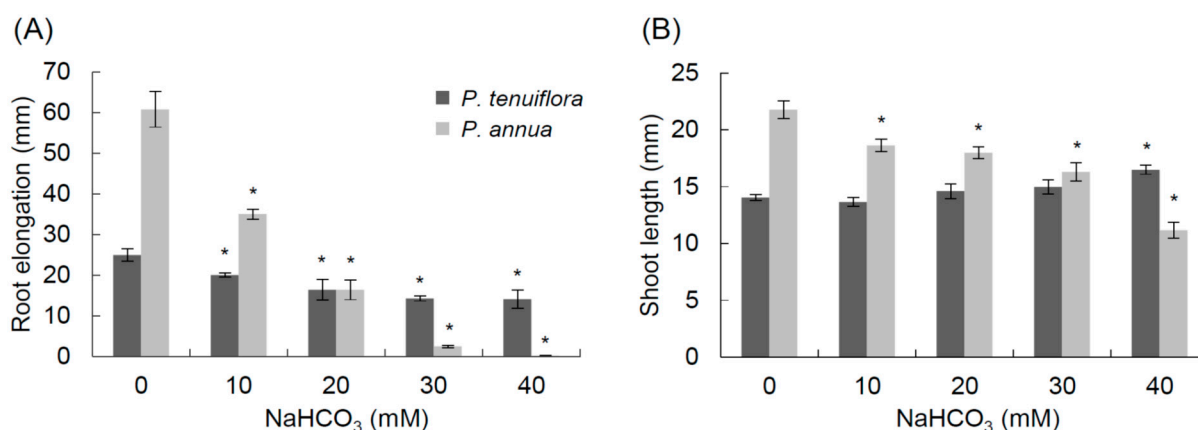 (A)
Root elongation (mm)
70
60
50
40
30
20
10
0
P. tenuiflora
P. annua
* * * * * * * *
0 10 20 30 40
NaHCO₃ (mM)
(B)
Shoot length (mm)
25
20
15
10
5
0
* * * * *
0 10 20 30 40
NaHCO₃ (mM)